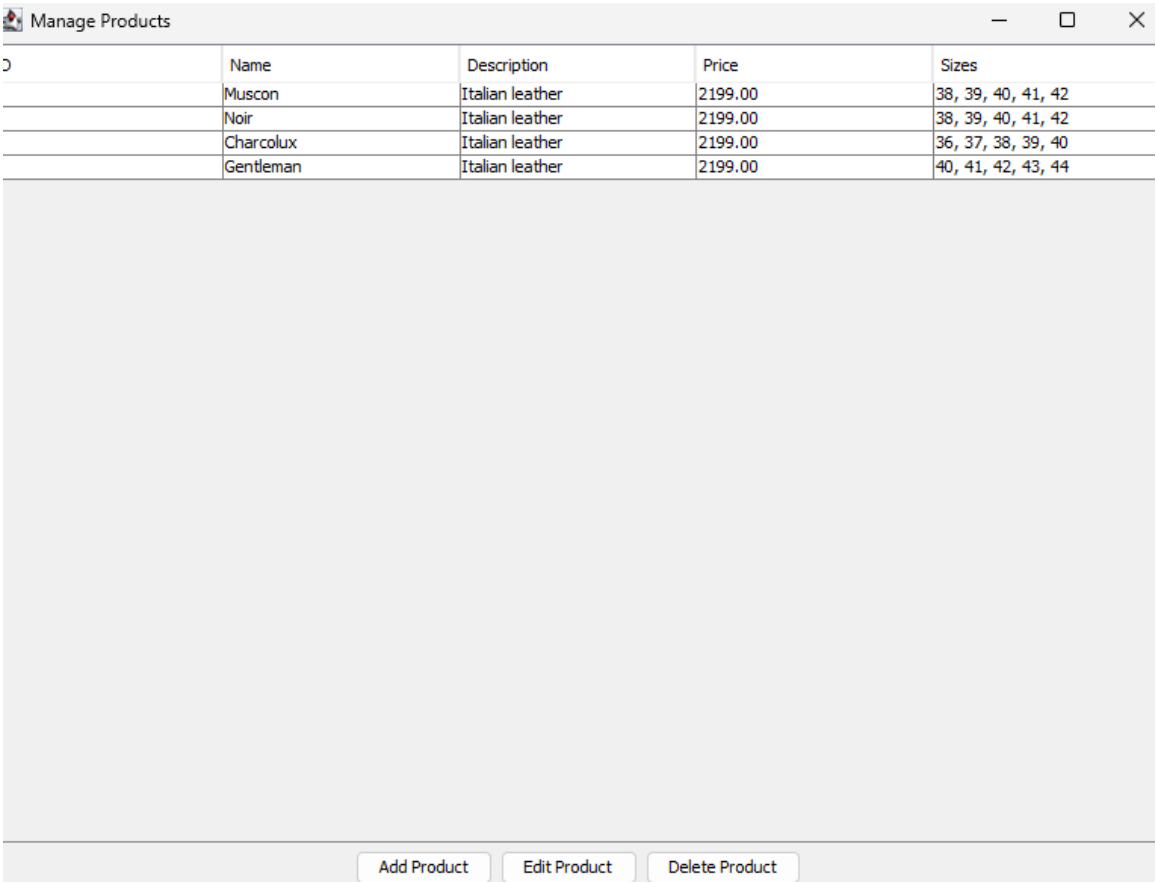 Manage Products
Name Description Price Sizes
Muscon Italian leather 2199.00 38, 39, 40, 41, 42
Noir Italian leather 2199.00 38, 39, 40, 41, 42
Charcolux Italian leather 2199.00 36, 37, 38, 39, 40
Gentleman Italian leather 2199.00 40, 41, 42, 43, 44
Add Product Edit Product Delete Product